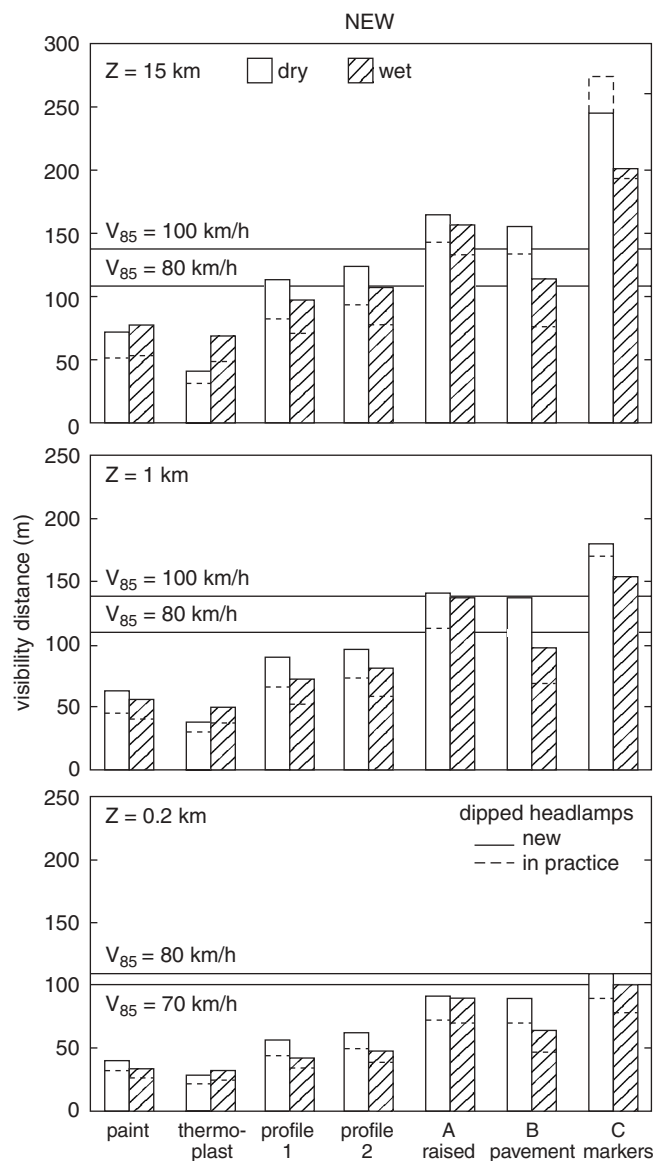 NEW
300
250
200
150
100
50
0
Z = 15 km
dry
wet
V85 = 100 km/h
V85 = 80 km/h
250
200
150
100
50
0
Z = 1 km
V85 = 100 km/h
V85 = 80 km/h
visibility distance (m)
250
200
150
100
50
0
Z = 0.2 km
dipped headlamps
new
in practice
V85 = 80 km/h
V85 = 70 km/h
paint
thermo-
plast
profile
1
profile
2
A
raised
B
pavement
C
markers